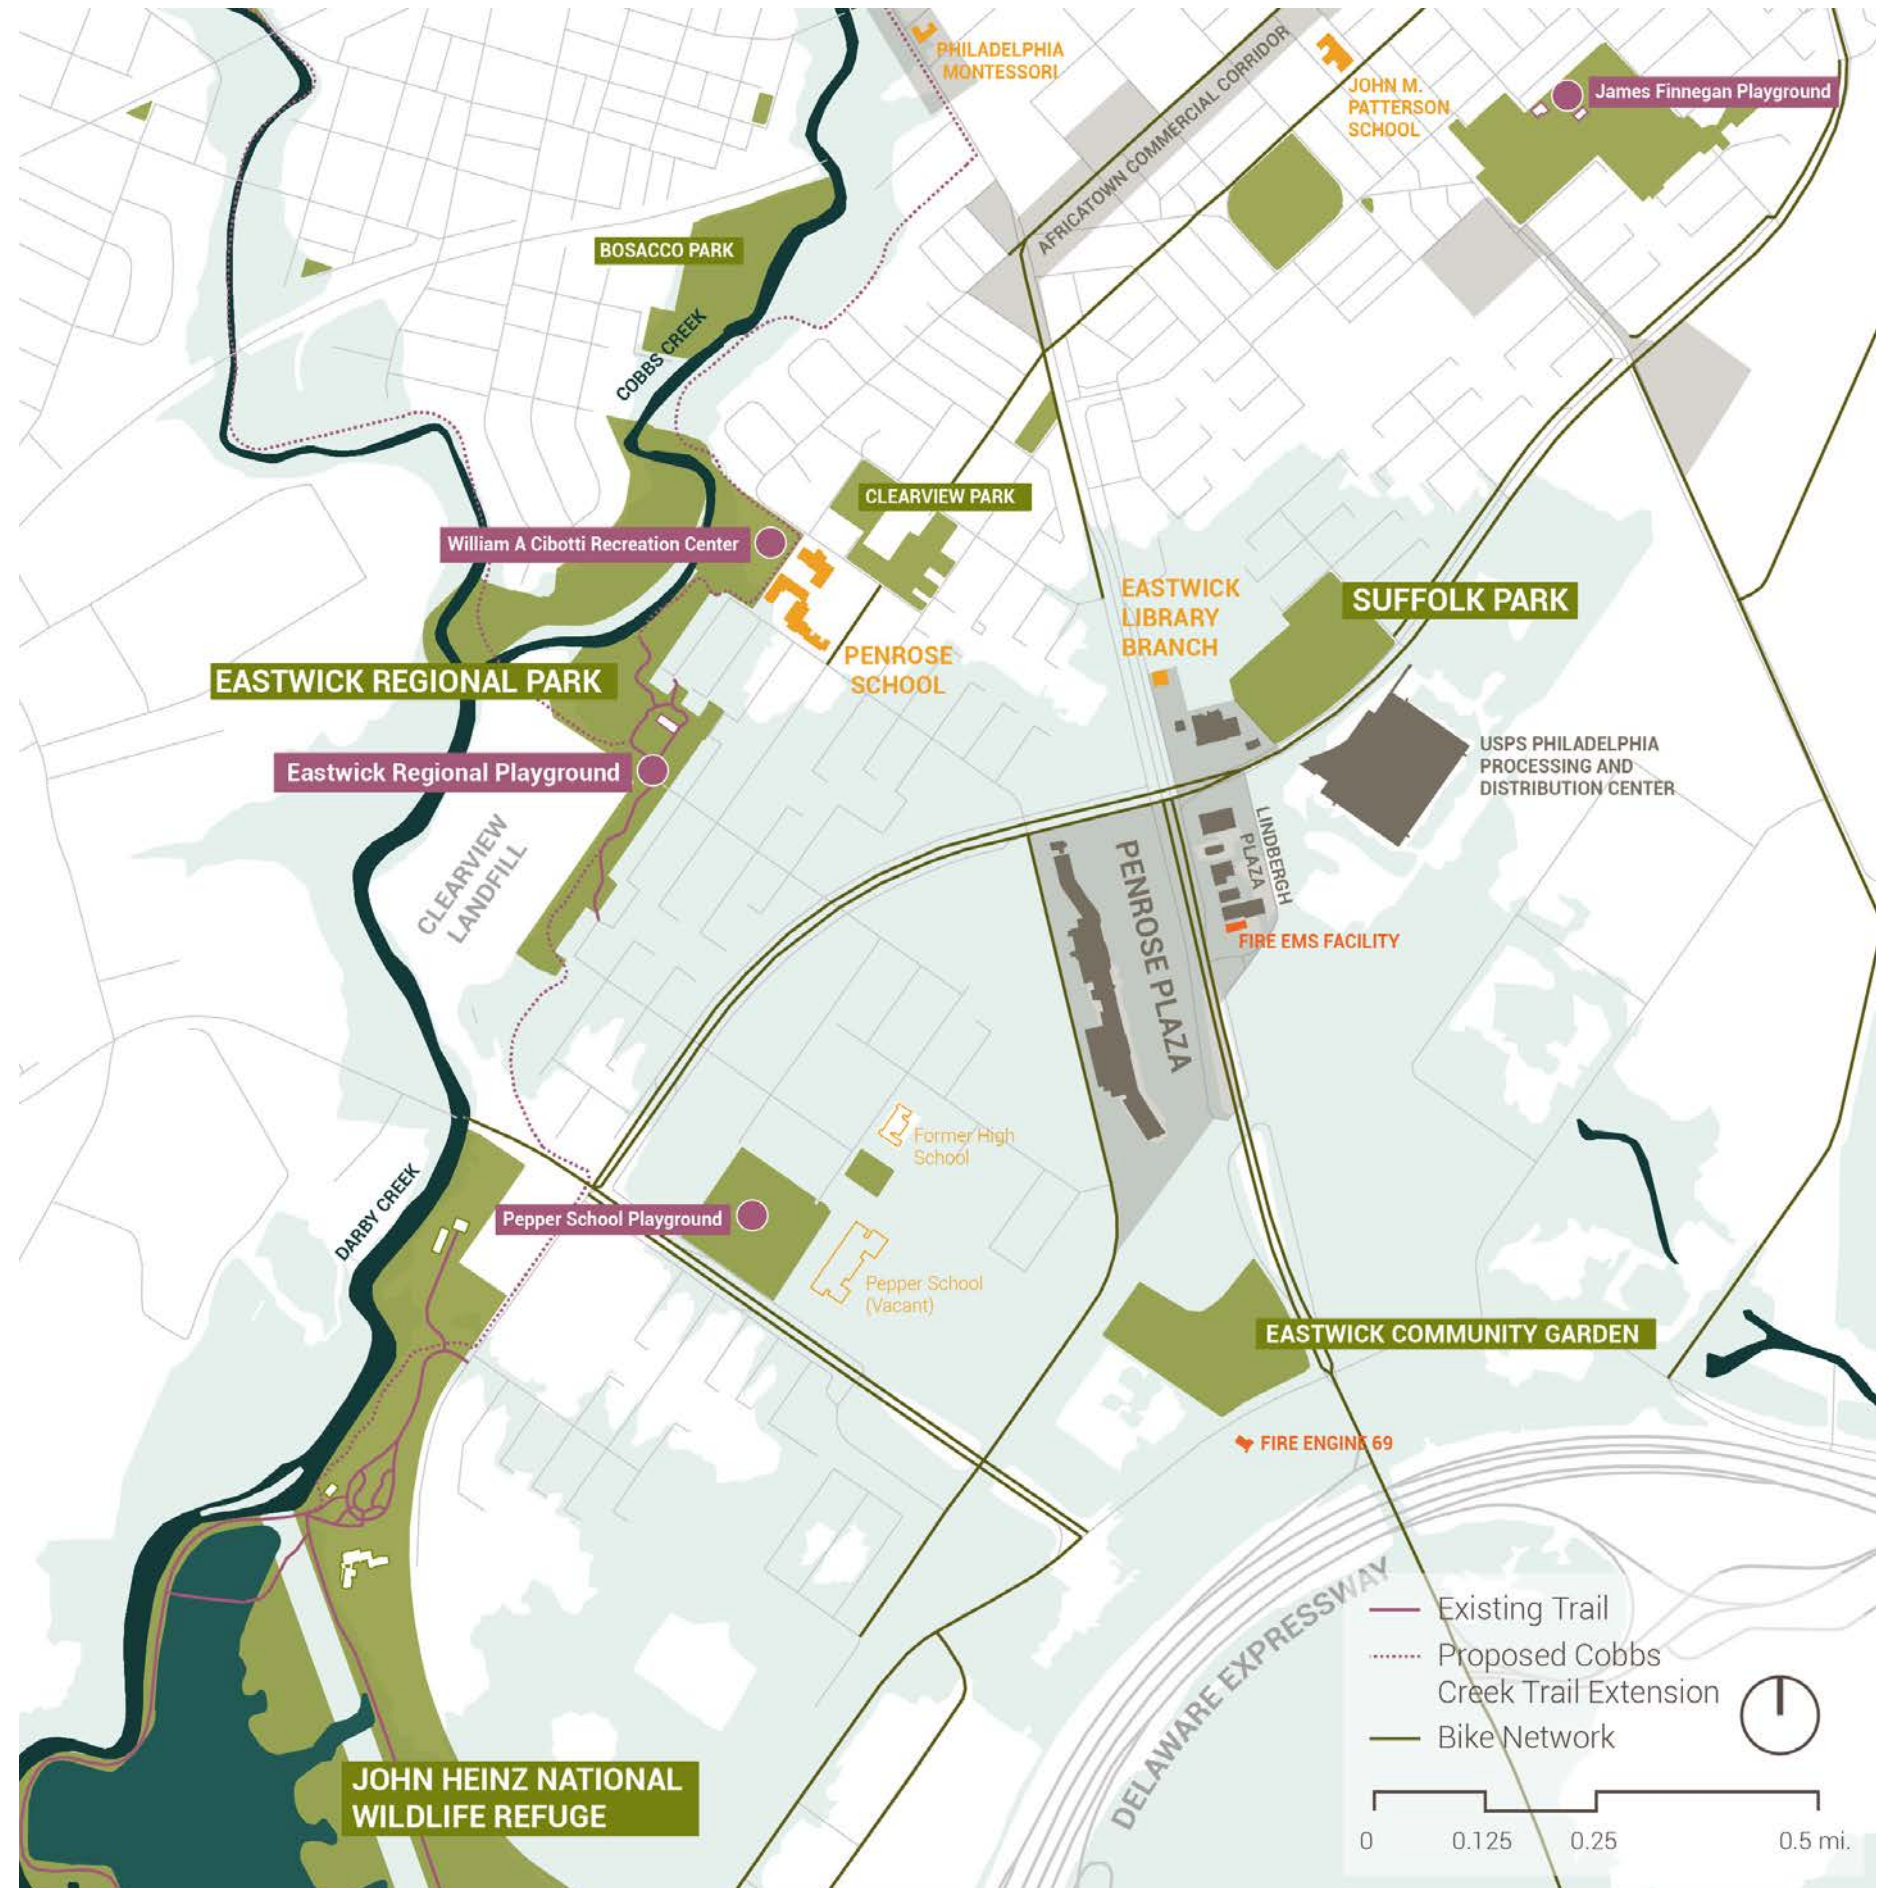 PHILADELPHIA
MONTESSORI
AFRICATOWN COMMERCIAL CORRIDOR
JOHN M.
PATTERSON
SCHOOL
James Finnegan Playground
BOSACCO PARK
COBBS CREEK
CLEARVIEW PARK
William A Cibotti Recreation Center
EASTWICK
LIBRARY
BRANCH
SUFFOLK PARK
PENROSE
SCHOOL
EASTWICK REGIONAL PARK
Eastwick Regional Playground
USPS PHILADELPHIA
PROCESSING AND
DISTRIBUTION CENTER
CLEARVIEW
LANDFILL
PENROSE PLAZA
LINDBERGH
PLAZA
FIRE EMS FACILITY
Former High
School
DARBY CREEK
Pepper School Playground
Pepper School
(Vacant)
EASTWICK COMMUNITY GARDEN
FIRE ENGINE 69
DELAWARE EXPRESSWAY
JOHN HEINZ NATIONAL
WILDLIFE REFUGE
Existing Trail
Proposed Cobbs
Creek Trail Extension
Bike Network
0 0.125 0.25 0.5 mi.